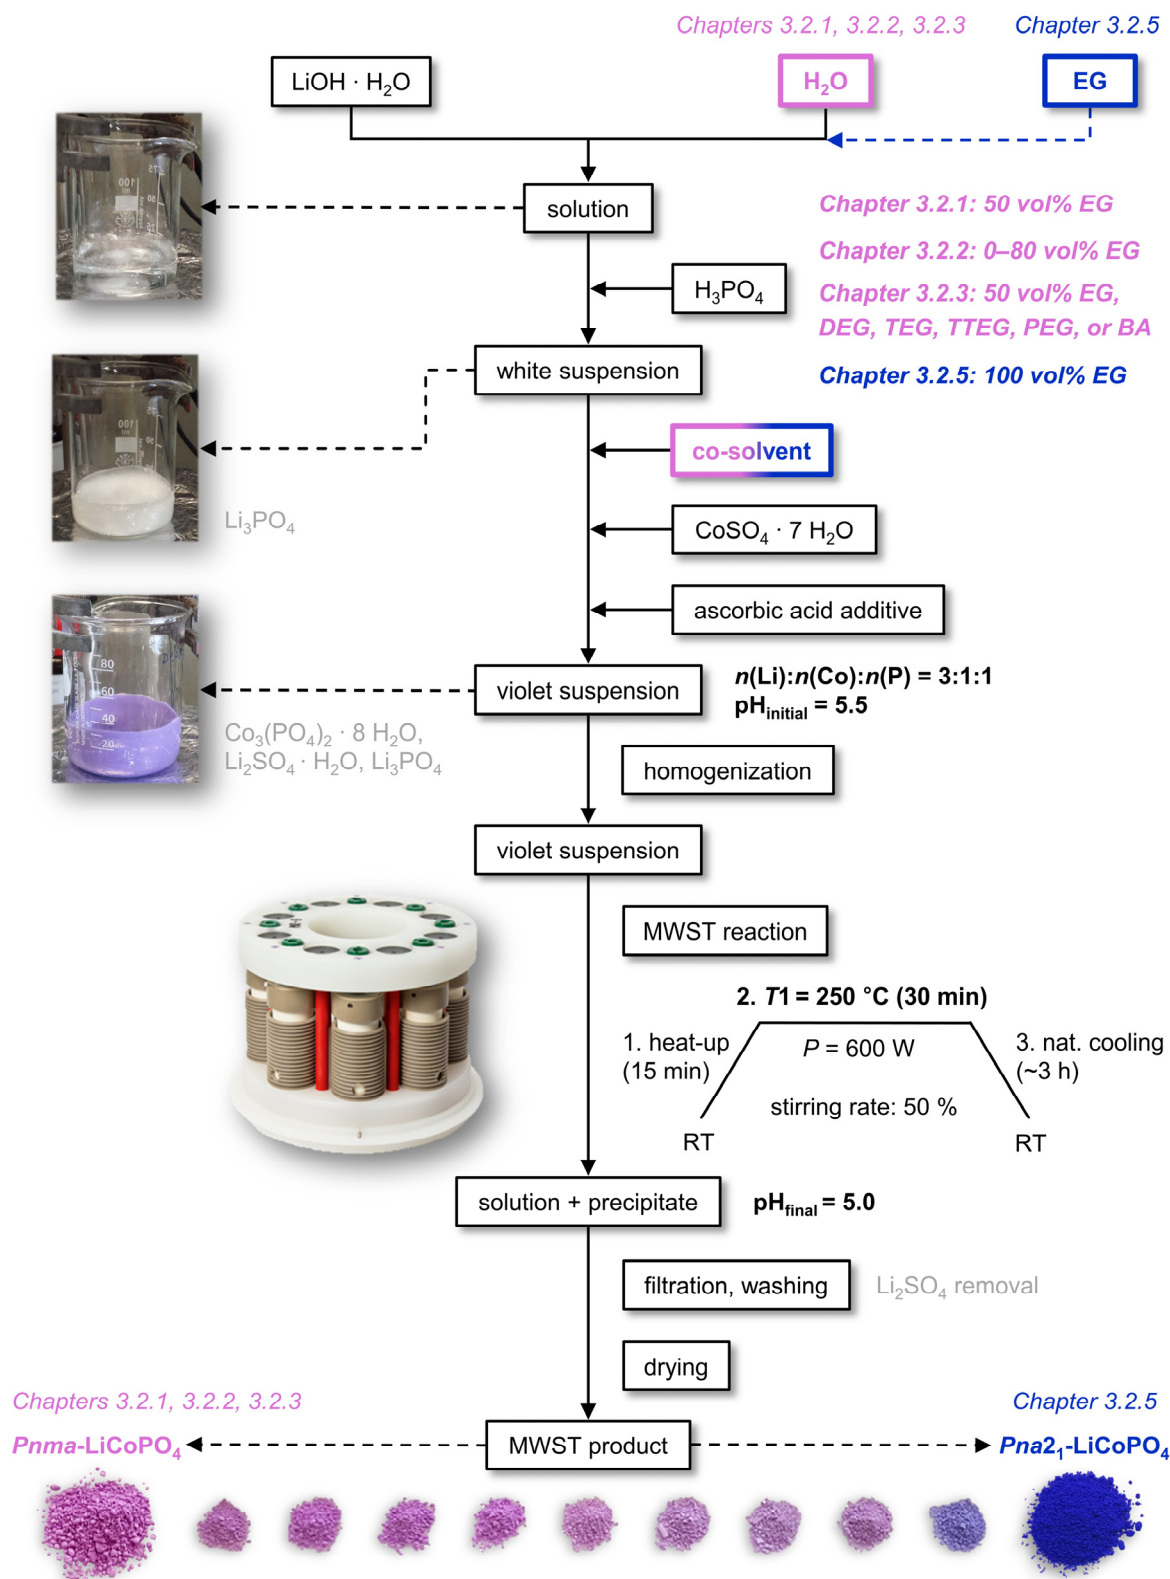 Chapters 3.2.1, 3.2.2, 3.2.3
Chapter 3.2.5
LiOH · H₂O
H₂O
EG
solution
Chapter 3.2.1: 50 vol% EG
Chapter 3.2.2: 0–80 vol% EG
H₃PO₄
Chapter 3.2.3: 50 vol% EG,
DEG, TEG, TTEG, PEG, or BA
white suspension
Chapter 3.2.5: 100 vol% EG
co-solvent
Li₃PO₄
CoSO₄ · 7 H₂O
ascorbic acid additive
violet suspension
n(Li):n(Co):n(P) = 3:1:1
pHinitial = 5.5
80
60
40
20
Co₃(PO₄)₂ · 8 H₂O,
Li₂SO₄ · H₂O, Li₃PO₄
homogenization
violet suspension
MWST reaction
2. T1 = 250 °C (30 min)
1. heat-up
(15 min)
P = 600 W
3. nat. cooling
(~3 h)
stirring rate: 50 %
RT
RT
solution + precipitate
pHfinal = 5.0
filtration, washing
Li₂SO₄ removal
drying
Chapters 3.2.1, 3.2.2, 3.2.3
Chapter 3.2.5
Pnma-LiCoPO₄
MWST product
Pna2₁-LiCoPO₄